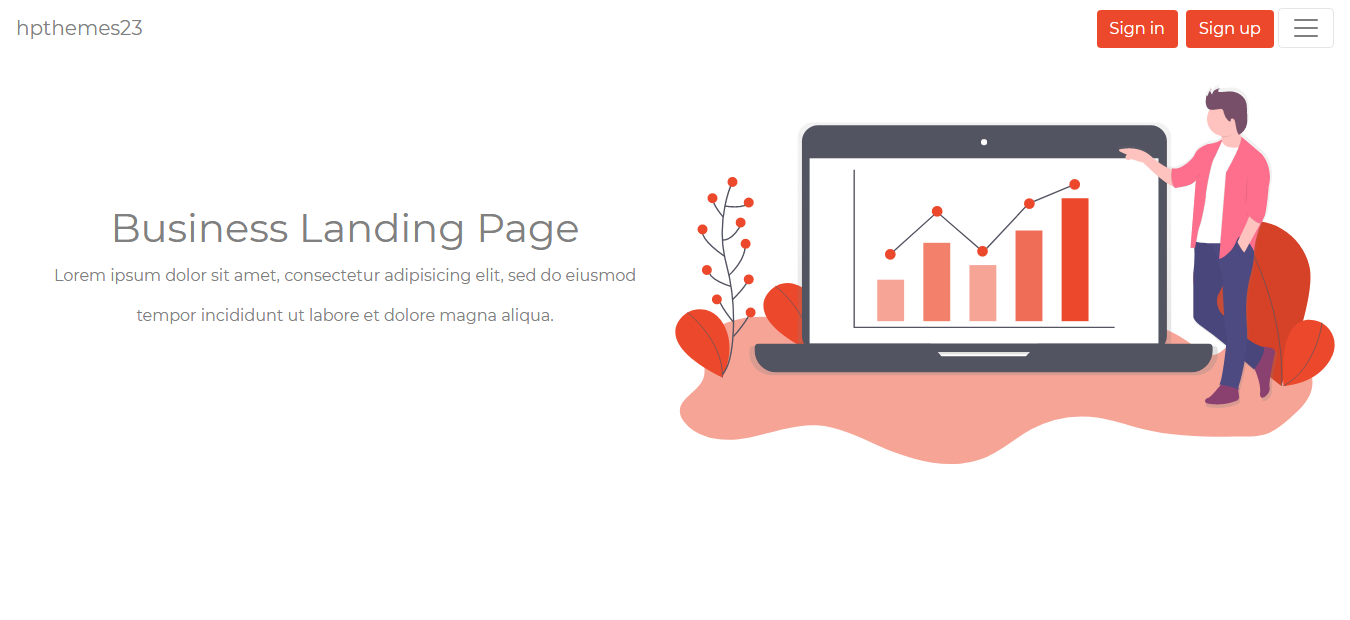 hpthemes23
Sign in
Sign up
Business Landing Page
Lorem ipsum dolor sit amet, consectetur adipisicing elit, sed do eiusmod
tempor incididunt ut labore et dolore magna aliqua.